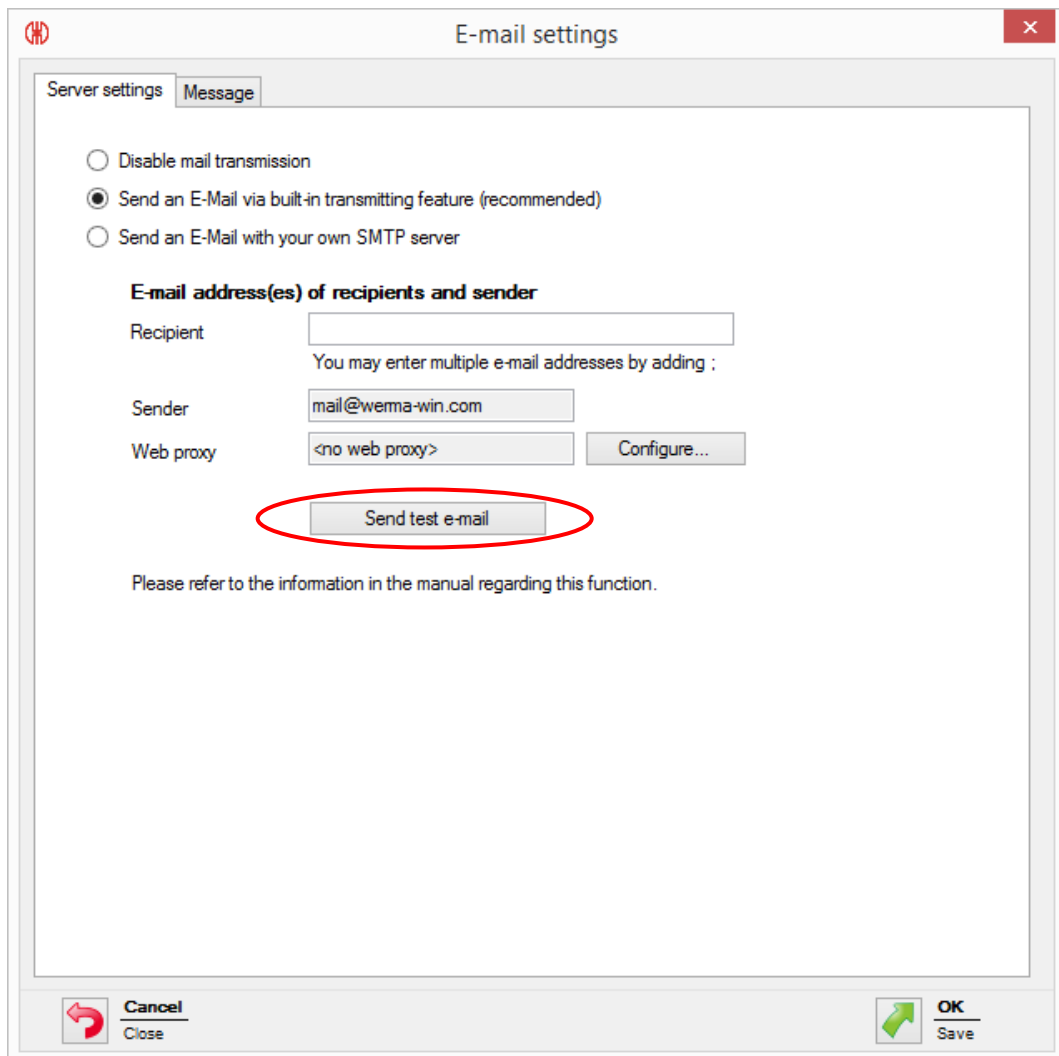 E-mail settings
Server settings Message
Disable mail transmission
Send an E-Mail via built-in transmitting feature (recommended)
Send an E-Mail with your own SMTP server
E-mail address(es) of recipients and sender
Recipient
You may enter multiple e-mail addresses by adding ;
Sender mail@werma-win.com
Web proxy <no web proxy> Configure...
Send test e-mail
Please refer to the information in the manual regarding this function.
Cancel OK
Close Save